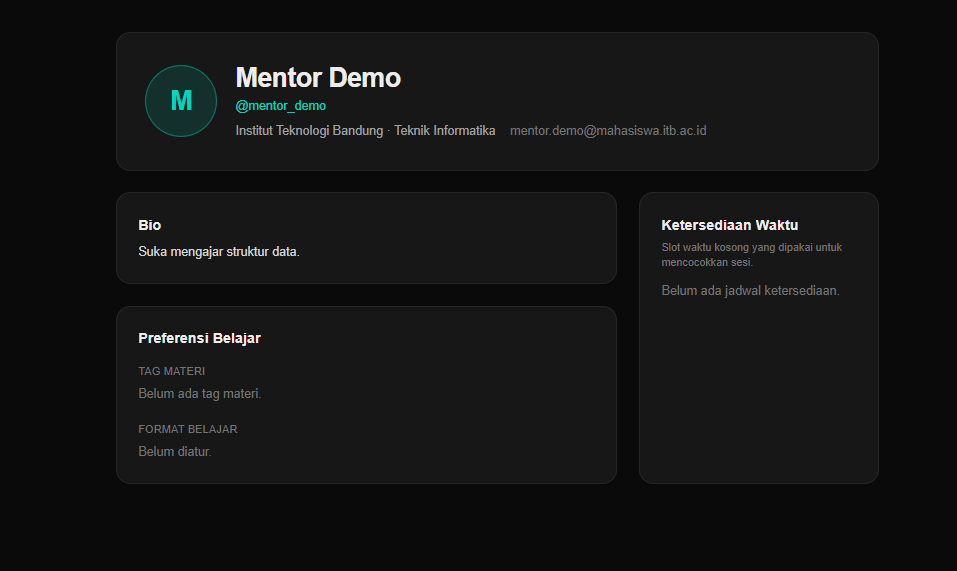 M
Mentor Demo
@mentor_demo
Institut Teknologi Bandung · Teknik Informatika mentor.demo@mahasiswa.itb.ac.id
Bio
Suka mengajar struktur data.
Preferensi Belajar
TAG MATERI
Belum ada tag materi.
FORMAT BELAJAR
Belum diatur.
Ketersediaan Waktu
Slot waktu kosong yang dipakai untuk
mencocokkan sesi.
Belum ada jadwal ketersediaan.